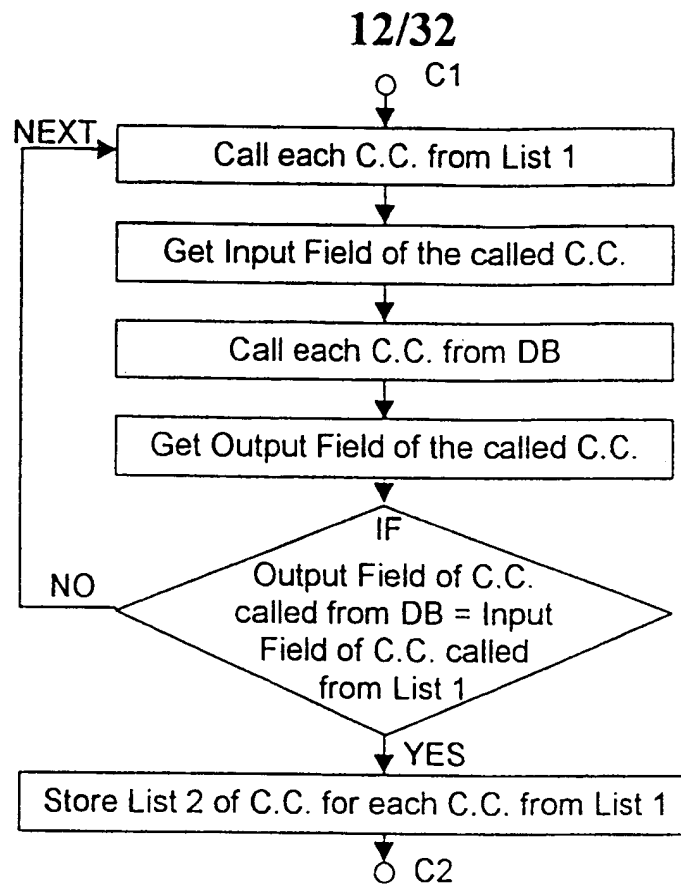 12/32
C1
NEXT
Call each C.C. from List 1
Get Input Field of the called C.C.
Call each C.C. from DB
Get Output Field of the called C.C.
IF
NO
Output Field of C.C.
called from DB = Input
Field of C.C. called
from List 1
YES
Store List 2 of C.C. for each C.C. from List 1
C2